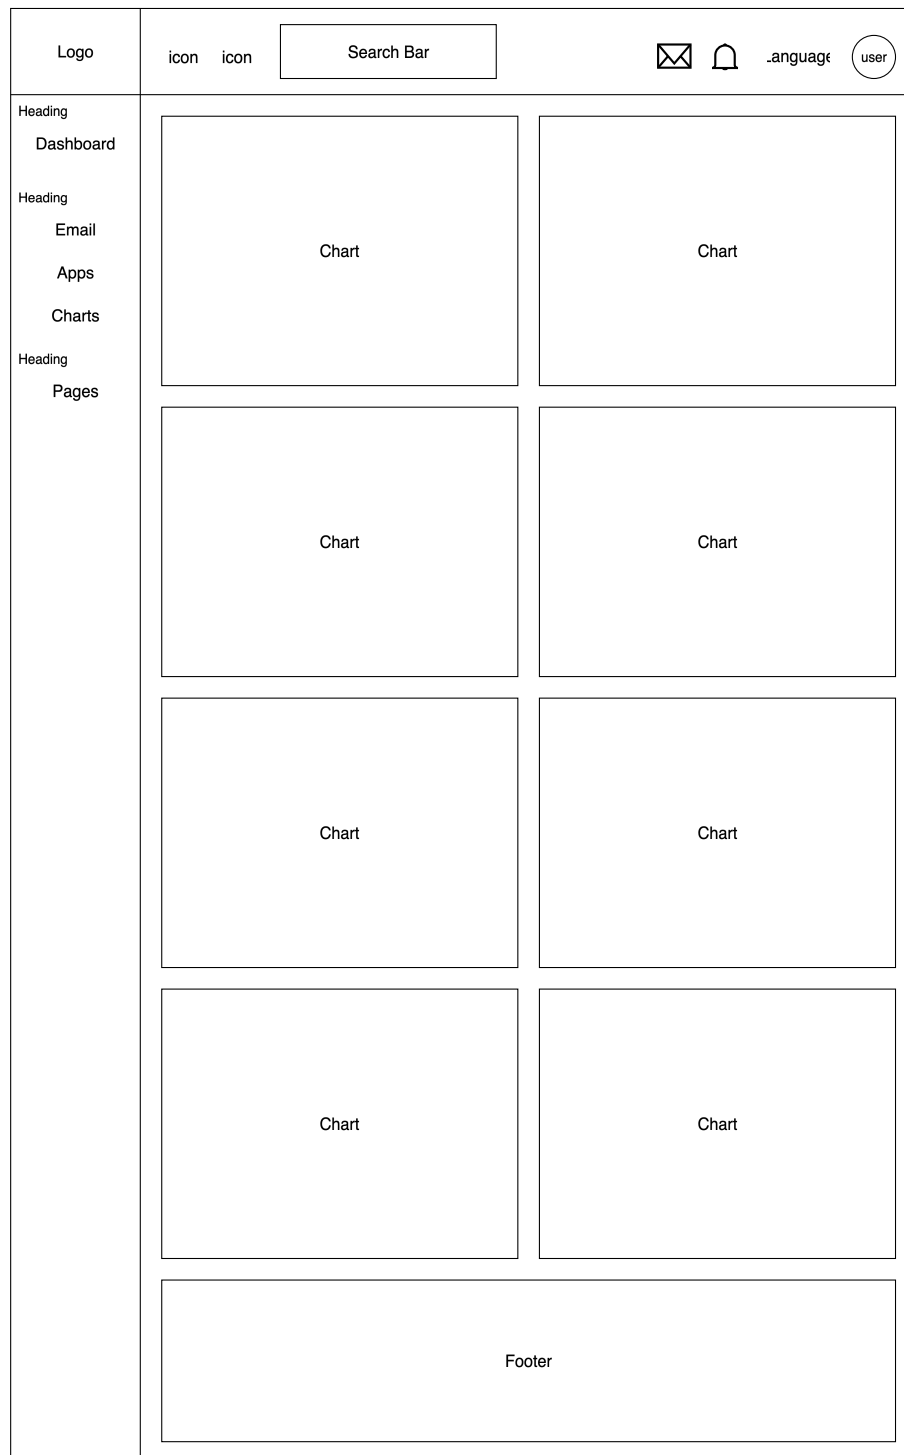 Logo
icon
icon
Search Bar
anguage
user
Heading
Dashboard
Heading
Email
Apps
Charts
Heading
Pages
Chart
Chart
Chart
Chart
Chart
Chart
Chart
Chart
Footer